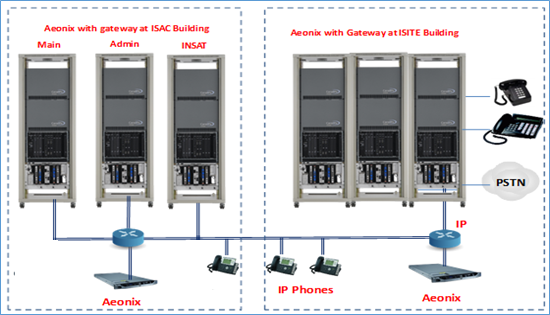 Aeonix with gateway at ISAC Building
Main
Admin
INSAT
Aeonix with Gateway at ISITE Building
PSTN
IP
IP Phones
Aeonix
Aeonix